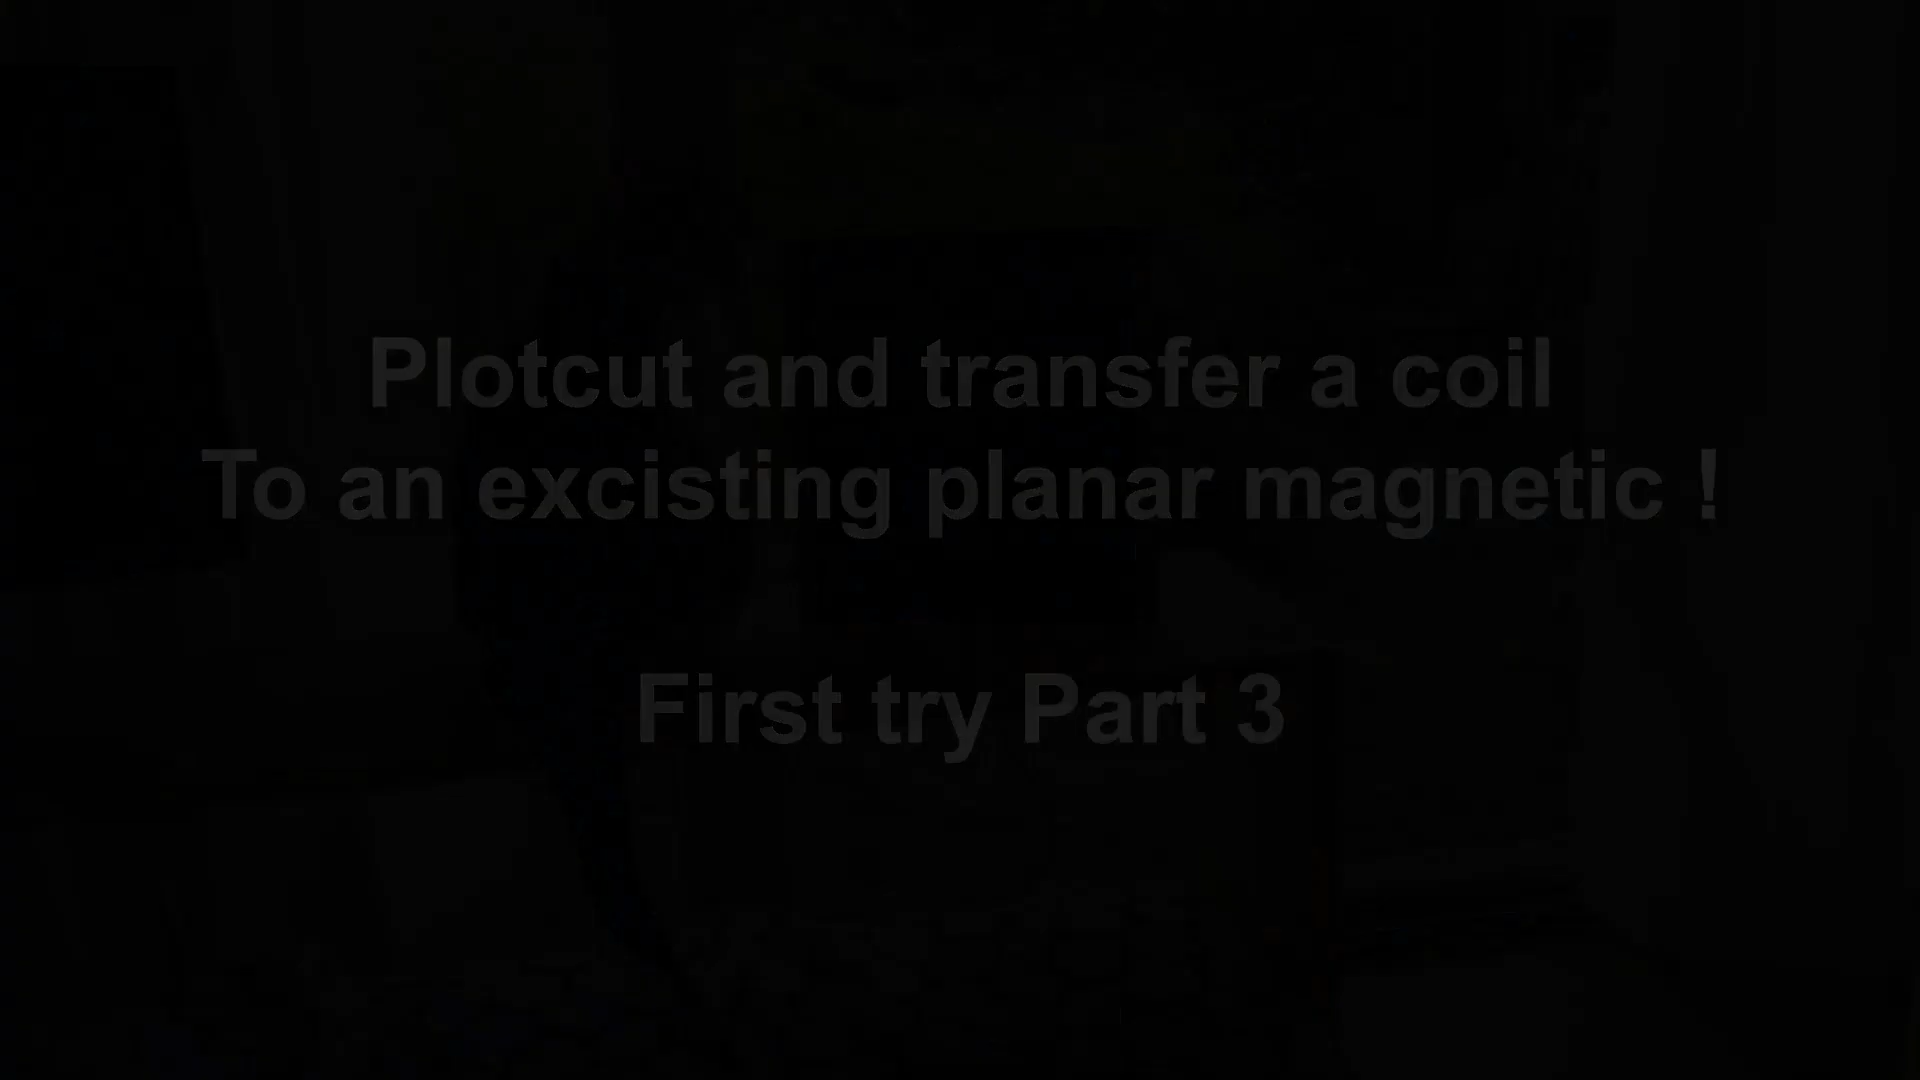 Plotcut and transfer a coil
To an excisting planar magnetic !
First try Part 3